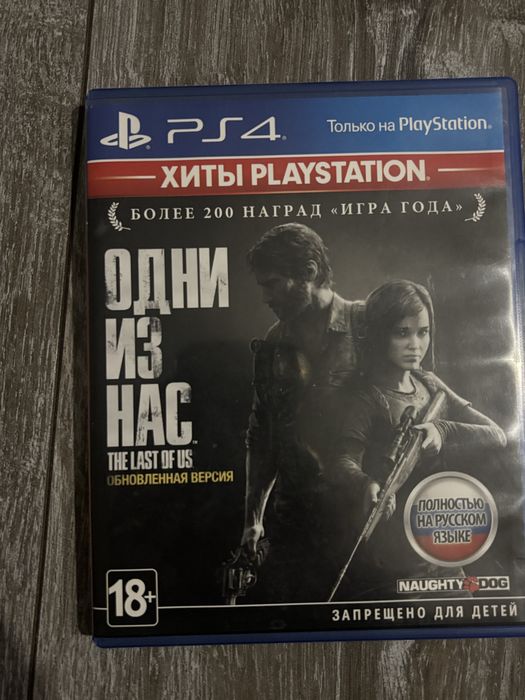 PS4
Только на PlayStation
ХИТЫ PLAYSTATION
БОЛЕЕ 200 НАГРАД «ИГРА ГОДА»
ОДНИ
ИЗ
НАС
THE LAST OF US
ОБНОВЛЕННАЯ ВЕРСИЯ
ПОЛНОСТЬЮ
НА РУССКОМ
ЯЗЫКЕ
NAUGHTY DOG
18+
ЗАПРЕЩЕНО ДЛЯ ДЕТЕЙ